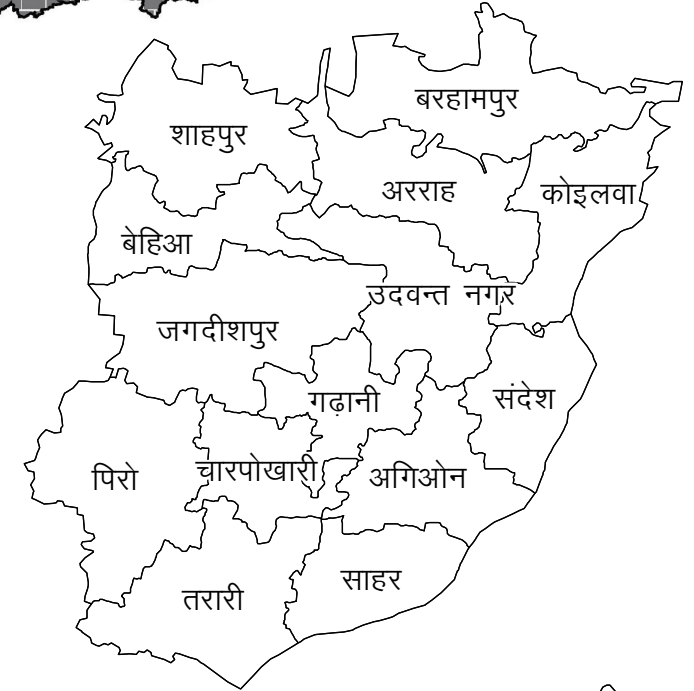 बरहामपुर
शाहपुर
अरराह
कोइलवा
बेहिआ
उदवन्त नगर
जगदीशपुर
गढ़ानी
संदेश
चारपोखारी
अगिओन
पिरो
साहर
तरारी